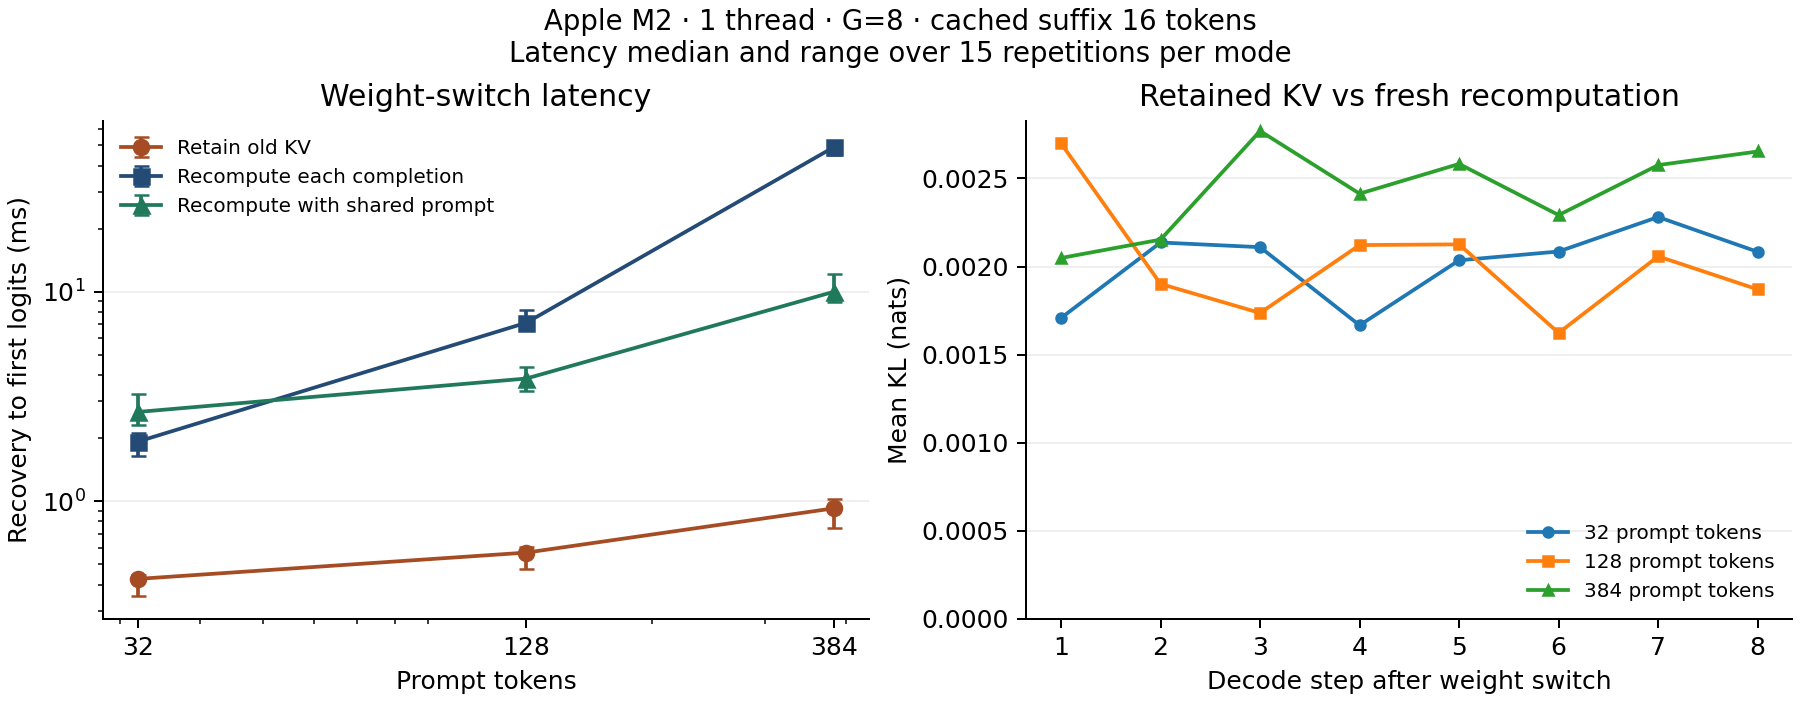 Apple M2 · 1 thread · G=8 · cached suffix 16 tokens
Latency median and range over 15 repetitions per mode
Weight-switch latency
Retain old KV
Recompute each completion
Recompute with shared prompt
Recovery to first logits (ms)
10¹
10⁰
32
128
384
Prompt tokens
Retained KV vs fresh recomputation
Mean KL (nats)
0.0025
0.0020
0.0015
0.0010
0.0005
0.0000
32 prompt tokens
128 prompt tokens
384 prompt tokens
1 2 3 4 5 6 7 8
Decode step after weight switch